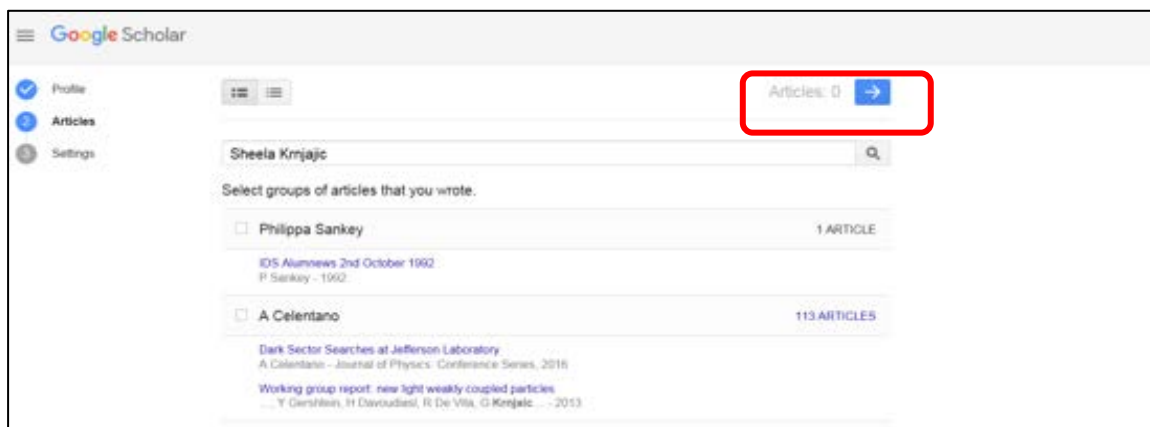 Google Scholar
Profile
Articles: 0
2
Articles
3
Settings
Sheela Krnjajic
Select groups of articles that you wrote.
Philippa Sankey
1 ARTICLE
IDS Alumnews 2nd October 1992
P Sankey - 1992
A Celentano
113 ARTICLES
Dark Sector Searches at Jefferson Laboratory
A Celentano - Journal of Physics: Conference Series, 2016
Working group report: new light weakly coupled particles
..., Y Gershtein, H Davoudiasl, R De Vita, G Krnjaic... - 2013